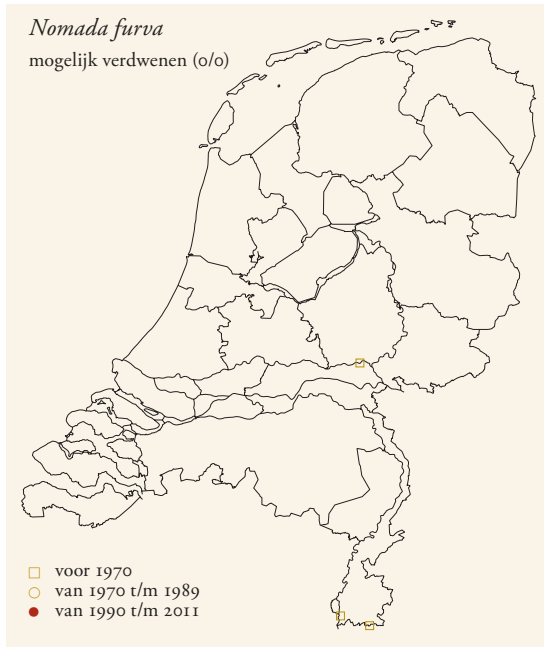 Nomada furva
mogelijk verdwenen (0/0)
voor 1970
van 1970 t/m 1989
van 1990 t/m 2011